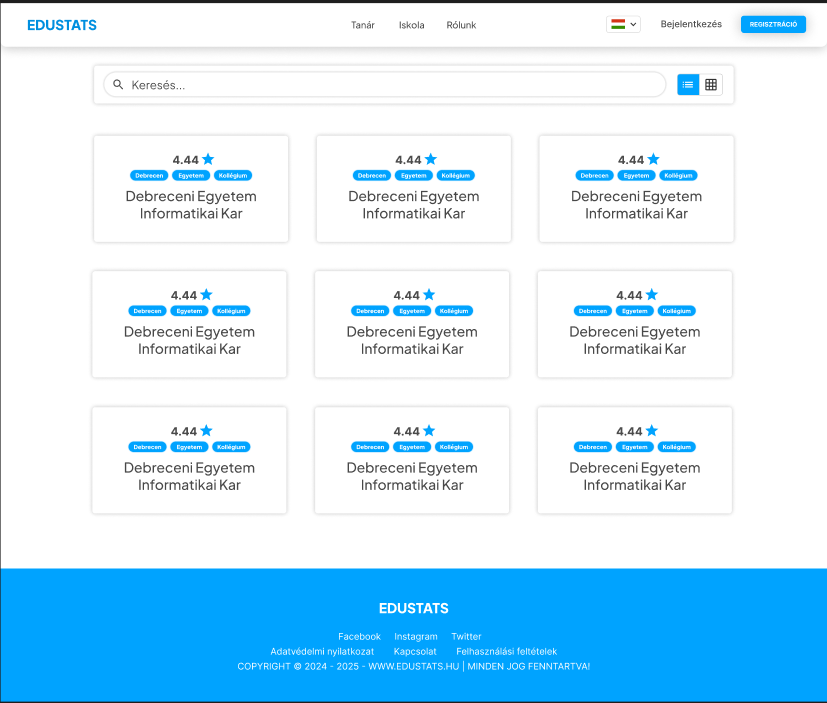 EDUSTATS
Tanár Iskola Rólunk
Bejelentkezés
REGISZTRÁCIÓ
Keresés...
4.44
Debrecen Egyetem Kollégium
Debreceni Egyetem
Informatikai Kar
4.44
Debrecen Egyetem Kollégium
Debreceni Egyetem
Informatikai Kar
4.44
Debrecen Egyetem Kollégium
Debreceni Egyetem
Informatikai Kar
4.44
Debrecen Egyetem Kollégium
Debreceni Egyetem
Informatikai Kar
4.44
Debrecen Egyetem Kollégium
Debreceni Egyetem
Informatikai Kar
4.44
Debrecen Egyetem Kollégium
Debreceni Egyetem
Informatikai Kar
4.44
Debrecen Egyetem Kollégium
Debreceni Egyetem
Informatikai Kar
4.44
Debrecen Egyetem Kollégium
Debreceni Egyetem
Informatikai Kar
4.44
Debrecen Egyetem Kollégium
Debreceni Egyetem
Informatikai Kar
EDUSTATS
Facebook Instagram Twitter
Adatvédelmi nyilatkozat Kapcsolat Felhasználási feltételek
COPYRIGHT © 2024 - 2025 - WWW.EDUSTATS.HU | MINDEN JOG FENNTARTVA!